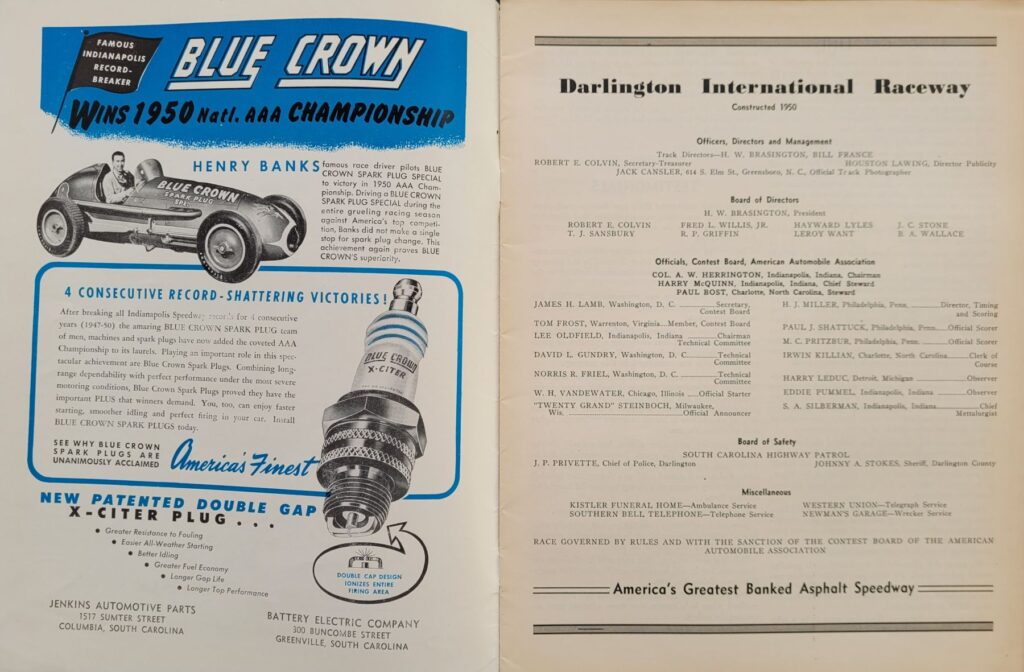 FAMOUS
INDIANAPOLIS
RECORD-
BREAKER
BLUE CROWN
WINS 1950 Natl. AAA CHAMPIONSHIP
HENRY BANKS
famous race driver pilots BLUE
CROWN SPARK PLUG SPECIAL
to victory in 1950 AAA Cham-
pionship. Driving a BLUE CROWN
SPARK PLUG SPECIAL during the
entire grueling racing season
against America's top competi-
tion, Banks did not make a single
stop for spark plug change. This
achievement again proves BLUE
CROWN'S superiority.
BLUE CROWN
SPARK PLUG
SPL.
4 CONSECUTIVE RECORD-SHATTERING VICTORIES!
After breaking all Indianapolis Speedway records for 4 consecutive
years (1947-50) the amazing BLUE CROWN SPARK PLUG team
of men, machines and spark plugs have now added the coveted AAA
Championship to its laurels. Playing an important role in this spec-
tacular achievement are Blue Crown Spark Plugs. Combining long-
range dependability with perfect performance under the most severe
motoring conditions, Blue Crown Spark Plugs proved they have the
important PLUS that winners demand. You, too, can enjoy faster
starting, smoother idling and perfect firing in your car. Install
BLUE CROWN SPARK PLUGS today.
BLUE CROWN
X-CITER
SEE WHY BLUE CROWN
SPARK PLUGS ARE
UNANIMOUSLY ACCLAIMED
America's Finest
NEW PATENTED DOUBLE GAP
X-CITER PLUG . . .
• Greater Resistance to Fouling
• Easier All-Weather Starting
• Better Idling
• Greater Fuel Economy
• Longer Gap Life
• Longer Top Performance
DOUBLE GAP DESIGN
IONIZES ENTIRE
FIRING AREA
JENKINS AUTOMOTIVE PARTS
1517 SUMTER STREET
COLUMBIA, SOUTH CAROLINA
BATTERY ELECTRIC COMPANY
300 BUNCOMBE STREET
GREENVILLE, SOUTH CAROLINA
Darlington International Raceway
Constructed 1950
Officers, Directors and Management
Track Directors—H. W. BRASINGTON, BILL FRANCE
ROBERT E. COLVIN, Secretary-Treasurer HOUSTON LAWING, Director Publicity
JACK CANSLER, 614 S. Elm St., Greensboro, N. C., Official Track Photographer
Board of Directors
H. W. BRASINGTON, President
ROBERT E. COLVIN FRED L. WILLIS, JR. HAYWARD LYLES J. C. STONE
T. J. SANSBURY R. P. GRIFFIN LEROY WANT B. A. WALLACE
Officials, Contest Board, American Automobile Association
COL. A. W. HERRINGTON, Indianapolis, Indiana, Chairman
HARRY McQUINN, Indianapolis, Indiana, Chief Steward
PAUL BOST, Charlotte, North Carolina, Steward
JAMES H. LAMB, Washington, D. C. Secretary,
Contest Board
TOM FROST, Warrenton, Virginia Member, Contest Board
LEE OLDFIELD, Indianapolis, Indiana Chairman
Technical Committee
DAVID L. GUNDRY, Washington, D. C. Technical
Committee
NORRIS R. FRIEL, Washington, D. C. Technical
Committee
W. H. VANDEWATER, Chicago, Illinois Official Starter
"TWENTY GRAND" STEINBOCH, Milwaukee,
Wis. Official Announcer
H. J. MILLER, Philadelphia, Penn. Director, Timing
and Scoring
PAUL J. SHATTUCK, Philadelphia, Penn. Official Scorer
M. C. PRITZBUR, Philadelphia, Penn. Official Scorer
IRWIN KILLIAN, Charlotte, North Carolina Clerk of
Course
HARRY LEDUC, Detroit, Michigan Observer
EDDIE PUMMEL, Indianapolis, Indiana Observer
S. A. SILBERMAN, Indianapolis, Indiana Chief
Mettalurgist
Board of Safety
SOUTH CAROLINA HIGHWAY PATROL
J. P. PRIVETTE, Chief of Police, Darlington JOHNNY A. STOKES, Sheriff, Darlington County
Miscellaneous
KISTLER FUNERAL HOME—Ambulance Service WESTERN UNION—Telegraph Service
SOUTHERN BELL TELEPHONE—Telephone Service NEWMAN'S GARAGE—Wrecker Service
RACE GOVERNED BY RULES AND WITH THE SANCTION OF THE CONTEST BOARD OF THE AMERICAN
AUTOMOBILE ASSOCIATION
America's Greatest Banked Asphalt Speedway